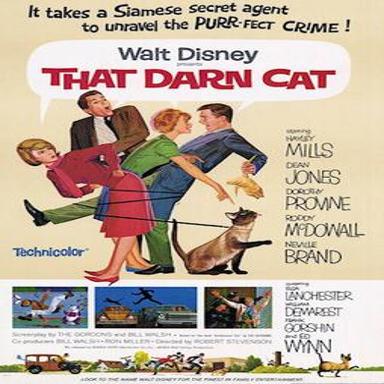 It takes a Siamese secret agent
to unravel the PURR-FECT CRIME!
Walt Disney
presents
THAT DARN CAT
starring
HAYLEY
MILLS
DEAN
JONES
DOROTHY
PROVINE
RODDY
McDOWALL
NEVILLE
BRAND
Technicolor®
ELSA
LANCHESTER
WILLIAM
DEMAREST
FRANK
GORSHIN
and ED
WYNN
Screenplay by THE GORDONS and BILL WALSH
Co-producers BILL WALSH • RON MILLER • Directed by ROBERT STEVENSON
LOOK TO THE NAME WALT DISNEY FOR THE FINEST IN FAMILY ENTERTAINMENT